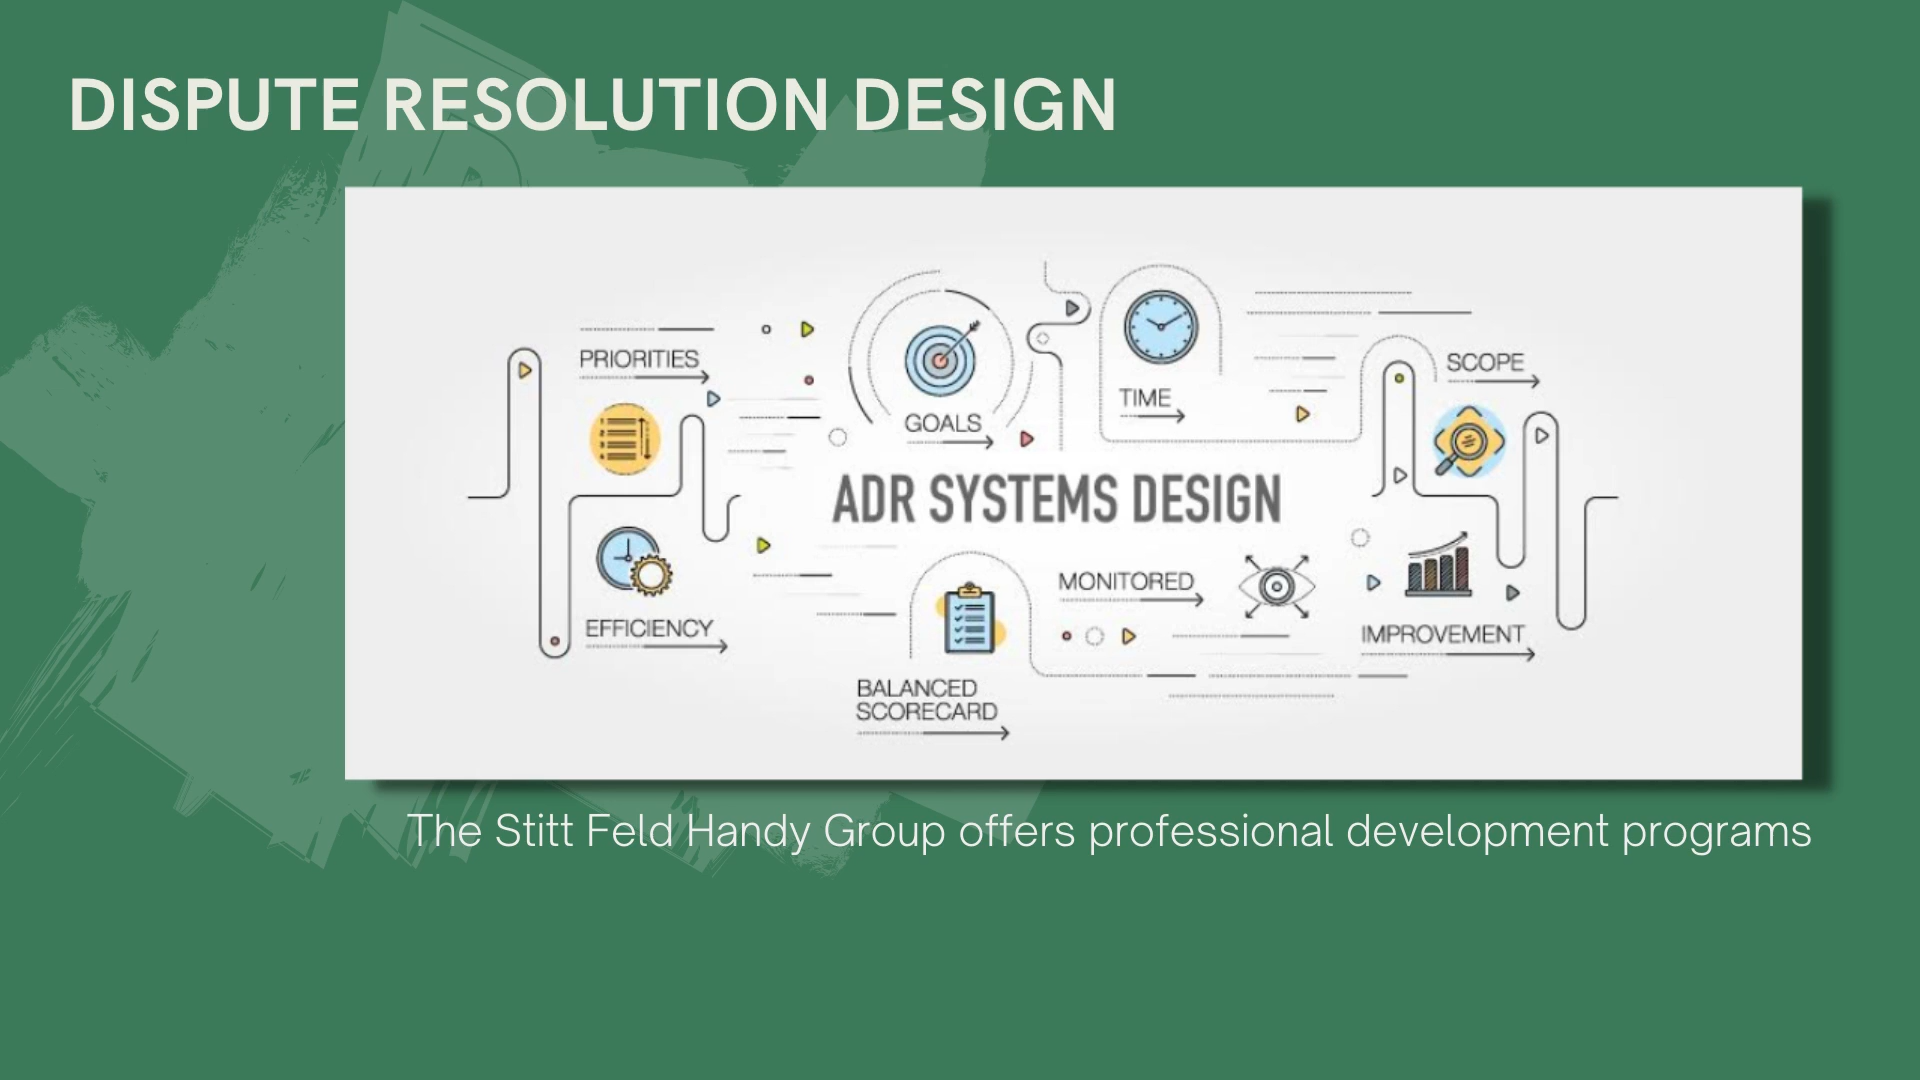 DISPUTE RESOLUTION DESIGN
PRIORITIES
GOALS
TIME
SCOPE
ADR SYSTEMS DESIGN
EFFICIENCY
BALANCED
SCORECARD
MONITORED
IMPROVEMENT
The Stitt Feld Handy Group offers professional development programs